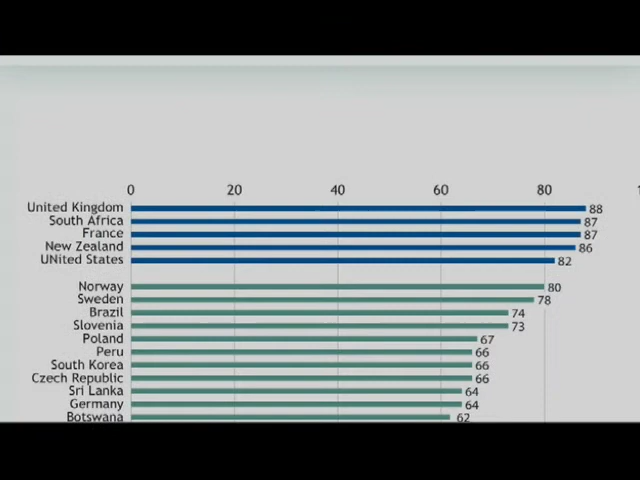 0 20 40 60 80
United Kingdom 88
South Africa 87
France 87
New Zealand 86
UNited States 82
Norway 80
Sweden 78
Brazil 74
Slovenia 73
Poland 67
Peru 66
South Korea 66
Czech Republic 66
Sri Lanka 64
Germany 64
Botswana 62